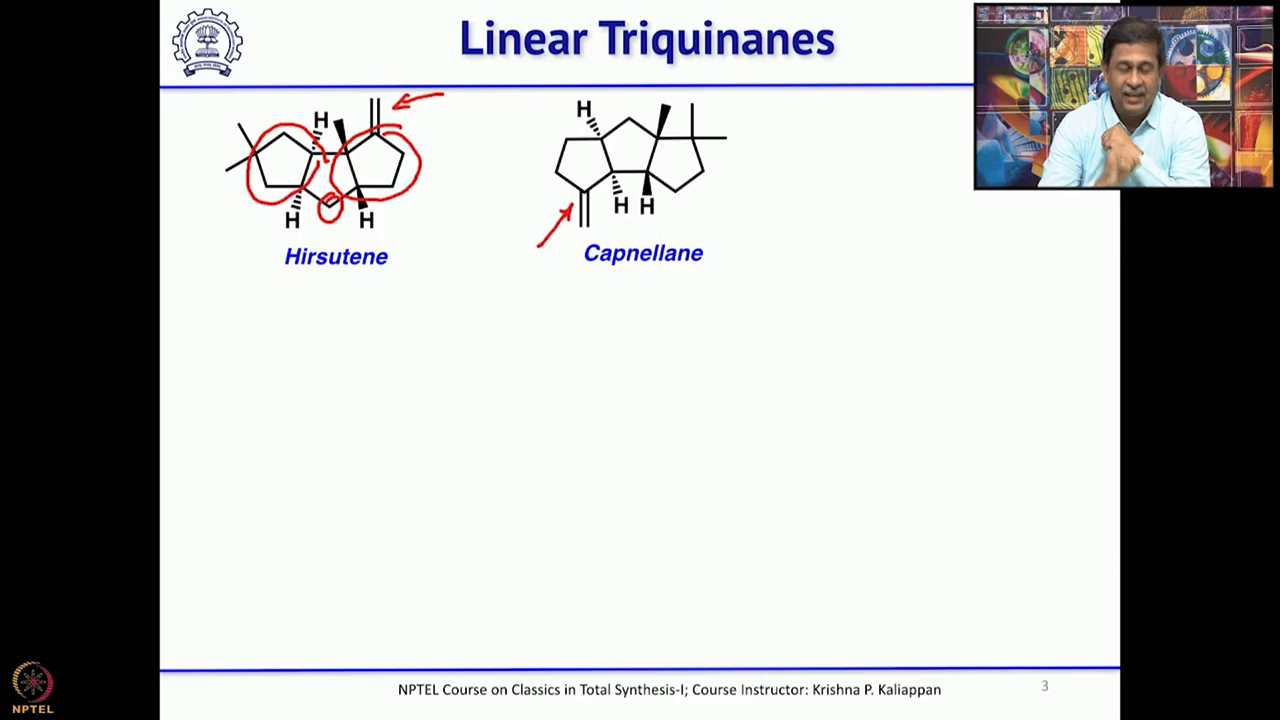 Linear Triquinanes
H
H
H
Hirsutene
H
H
H
Capnellane
NPTEL Course on Classics in Total Synthesis-I; Course Instructor: Krishna P. Kaliappan
3
NPTEL